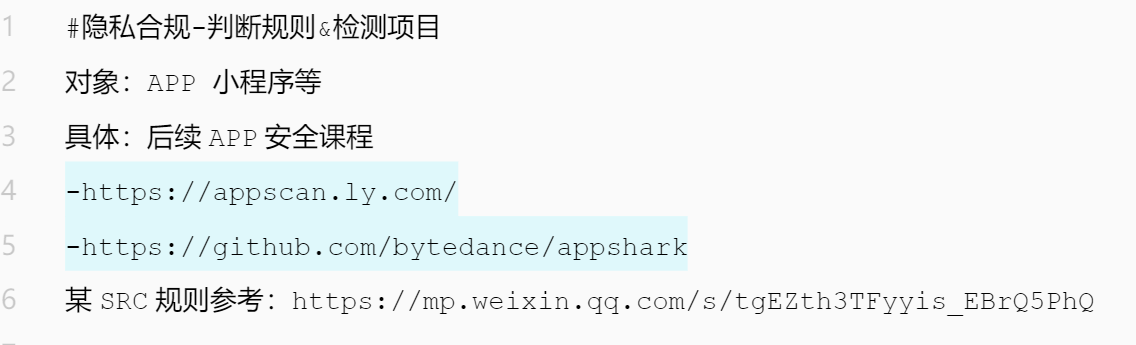 1 #隐私合规-判断规则&检测项目
2 对象：APP 小程序等
3 具体：后续 APP 安全课程
4 -https://appscan.ly.com/
5 -https://github.com/bytedance/appshark
6 某 SRC 规则参考：https://mp.weixin.qq.com/s/tgEZth3TFyyis_EBrQ5PhQ